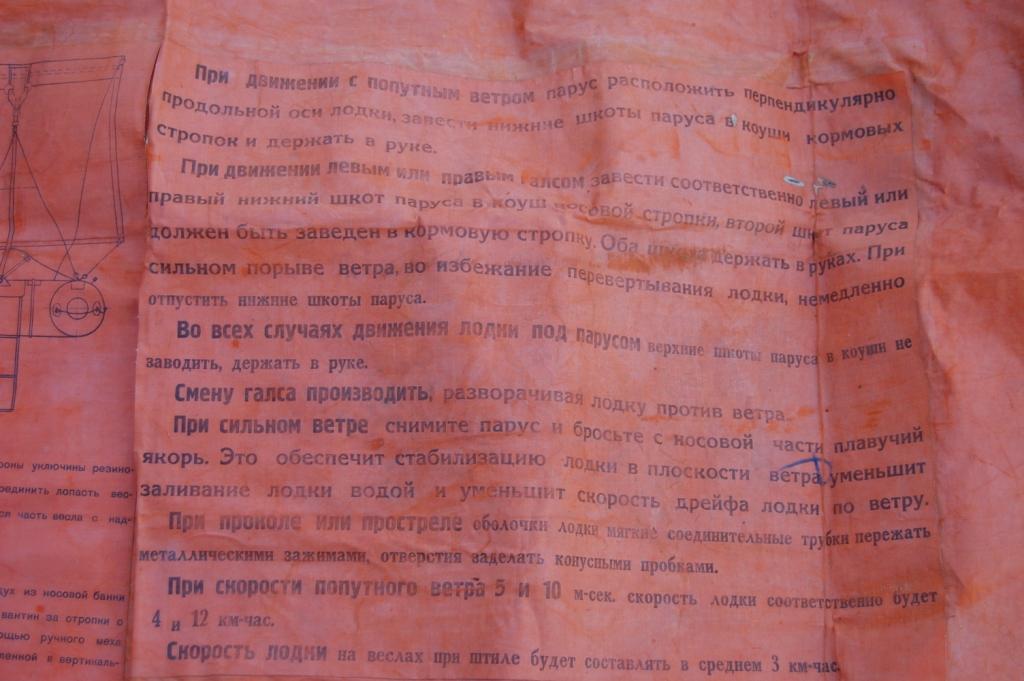 При движении с попутным ветром парус расположить перпендикулярно
продольной оси лодки, завести нижние шкоты паруса в коуши кормовых
стропок и держать в руке.
При движении левым или правым галсом завести соответственно левый или
правый нижний шкот паруса в коуш носовой стропки, второй шкот паруса
должен быть заведен в кормовую стропку. Оба шкота держать в руках. При
сильном порыве ветра, во избежание перевертывания лодки, немедленно
отпустить нижние шкоты паруса.
Во всех случаях движения лодки под парусом верхние шкоты паруса в коуши не
заводить, держать в руке.
Смену галса производить, разворачивая лодку против ветра.
При сильном ветре снимите парус и бросьте с носовой части плавучий
якорь. Это обеспечит стабилизацию лодки в плоскости ветра, уменьшит
заливание лодки водой и уменьшит скорость дрейфа лодки по ветру.
При проколе или простреле оболочки лодки мягкие соединительные трубки пережать
металлическими зажимами, отверстия заделать конусными пробками.
При скорости попутного ветра 5 и 10 м-сек. скорость лодки соответственно будет
4 и 12 км-час.
Скорость лодки на веслах при штиле будет составлять в среднем 3 км-час.
роны уключины резино-
единить лопасть вес-
ся часть весла с над-
дух из носовой банки
вантин за отропки о
ощью ручного меха
ленной в вертикаль-